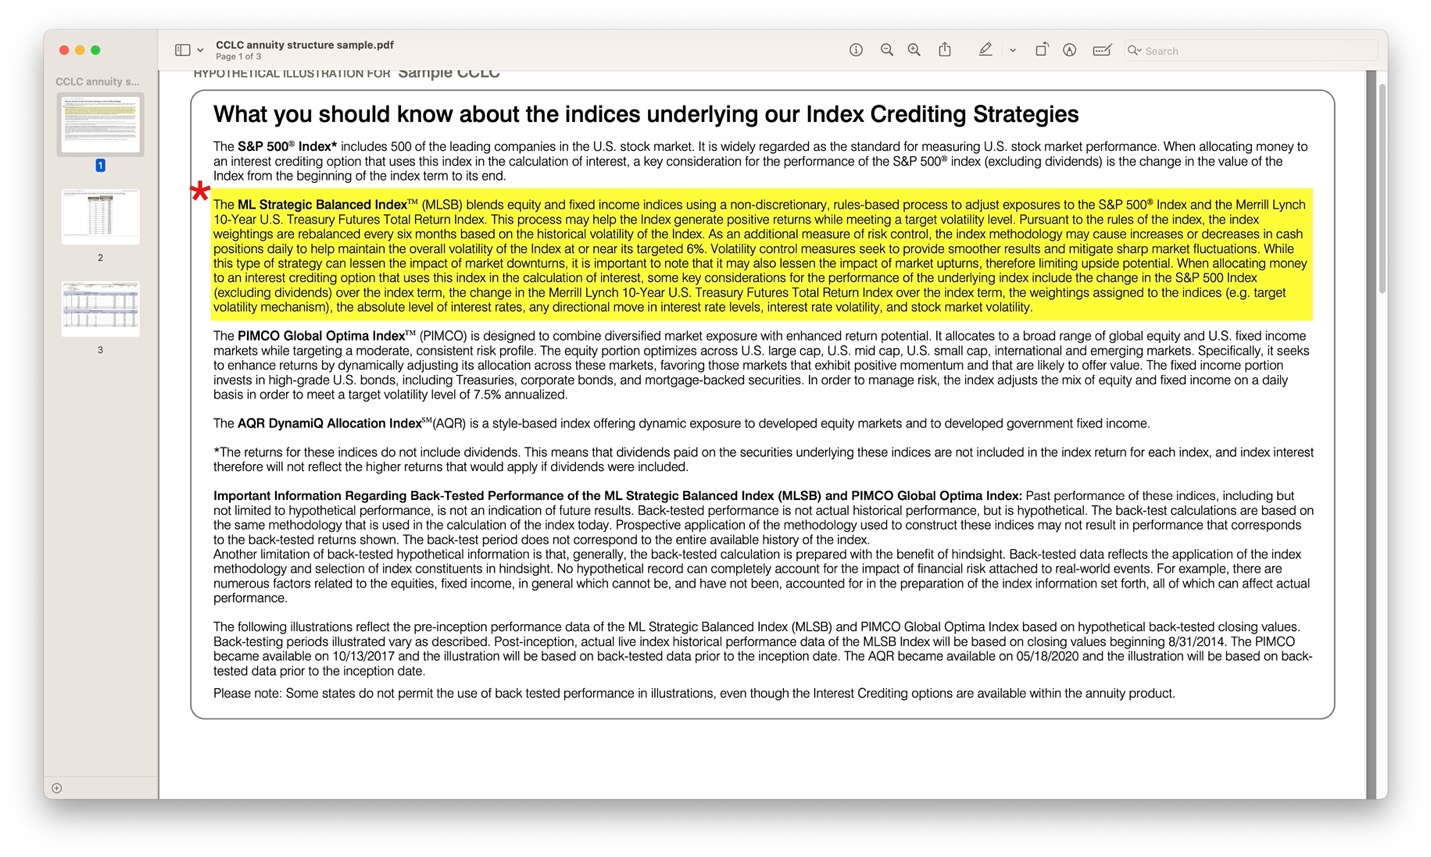 CCLC annuity structure sample.pdf
Page 1 of 3
Search
CCLC annuity s...
1
2
3
HYPOTHETICAL ILLUSTRATION FOR Sample CCLC
What you should know about the indices underlying our Index Crediting Strategies
The S&P 500® Index* includes 500 of the leading companies in the U.S. stock market. It is widely regarded as the standard for measuring U.S. stock market performance. When allocating money to
an interest crediting option that uses this index in the calculation of interest, a key consideration for the performance of the S&P 500® index (excluding dividends) is the change in the value of the
Index from the beginning of the index term to its end.
*
The ML Strategic Balanced Index™ (MLSB) blends equity and fixed income indices using a non-discretionary, rules-based process to adjust exposures to the S&P 500® Index and the Merrill Lynch
10-Year U.S. Treasury Futures Total Return Index. This process may help the Index generate positive returns while meeting a target volatility level. Pursuant to the rules of the index, the index
weightings are rebalanced every six months based on the historical volatility of the Index. As an additional measure of risk control, the index methodology may cause increases or decreases in cash
positions daily to help maintain the overall volatility of the Index at or near its targeted 6%. Volatility control measures seek to provide smoother results and mitigate sharp market fluctuations. While
this type of strategy can lessen the impact of market downturns, it is important to note that it may also lessen the impact of market upturns, therefore limiting upside potential. When allocating money
to an interest crediting option that uses this index in the calculation of interest, some key considerations for the performance of the underlying index include the change in the S&P 500 Index
(excluding dividends) over the index term, the change in the Merrill Lynch 10-Year U.S. Treasury Futures Total Return Index over the index term, the weightings assigned to the indices (e.g. target
volatility mechanism), the absolute level of interest rates, any directional move in interest rate levels, interest rate volatility, and stock market volatility.
The PIMCO Global Optima Index™ (PIMCO) is designed to combine diversified market exposure with enhanced return potential. It allocates to a broad range of global equity and U.S. fixed income
markets while targeting a moderate, consistent risk profile. The equity portion optimizes across U.S. large cap, U.S. mid cap, U.S. small cap, international and emerging markets. Specifically, it seeks
to enhance returns by dynamically adjusting its allocation across these markets, favoring those markets that exhibit positive momentum and that are likely to offer value. The fixed income portion
invests in high-grade U.S. bonds, including Treasuries, corporate bonds, and mortgage-backed securities. In order to manage risk, the index adjusts the mix of equity and fixed income on a daily
basis in order to meet a target volatility level of 7.5% annualized.
The AQR DynamiQ Allocation Index℠(AQR) is a style-based index offering dynamic exposure to developed equity markets and to developed government fixed income.
*The returns for these indices do not include dividends. This means that dividends paid on the securities underlying these indices are not included in the index return for each index, and index interest
therefore will not reflect the higher returns that would apply if dividends were included.
Important Information Regarding Back-Tested Performance of the ML Strategic Balanced Index (MLSB) and PIMCO Global Optima Index: Past performance of these indices, including but
not limited to hypothetical performance, is not an indication of future results. Back-tested performance is not actual historical performance, but is hypothetical. The back-test calculations are based on
the same methodology that is used in the calculation of the index today. Prospective application of the methodology used to construct these indices may not result in performance that corresponds
to the back-tested returns shown. The back-test period does not correspond to the entire available history of the index.
Another limitation of back-tested hypothetical information is that, generally, the back-tested calculation is prepared with the benefit of hindsight. Back-tested data reflects the application of the index
methodology and selection of index constituents in hindsight. No hypothetical record can completely account for the impact of financial risk attached to real-world events. For example, there are
numerous factors related to the equities, fixed income, in general which cannot be, and have not been, accounted for in the preparation of the index information set forth, all of which can affect actual
performance.
The following illustrations reflect the pre-inception performance data of the ML Strategic Balanced Index (MLSB) and PIMCO Global Optima Index based on hypothetical back-tested closing values.
Back-testing periods illustrated vary as described. Post-inception, actual live index historical performance data of the MLSB Index will be based on closing values beginning 8/31/2014. The PIMCO
became available on 10/13/2017 and the illustration will be based on back-tested data prior to the inception date. The AQR became available on 05/18/2020 and the illustration will be based on back-
tested data prior to the inception date.
Please note: Some states do not permit the use of back tested performance in illustrations, even though the Interest Crediting options are available within the annuity product.